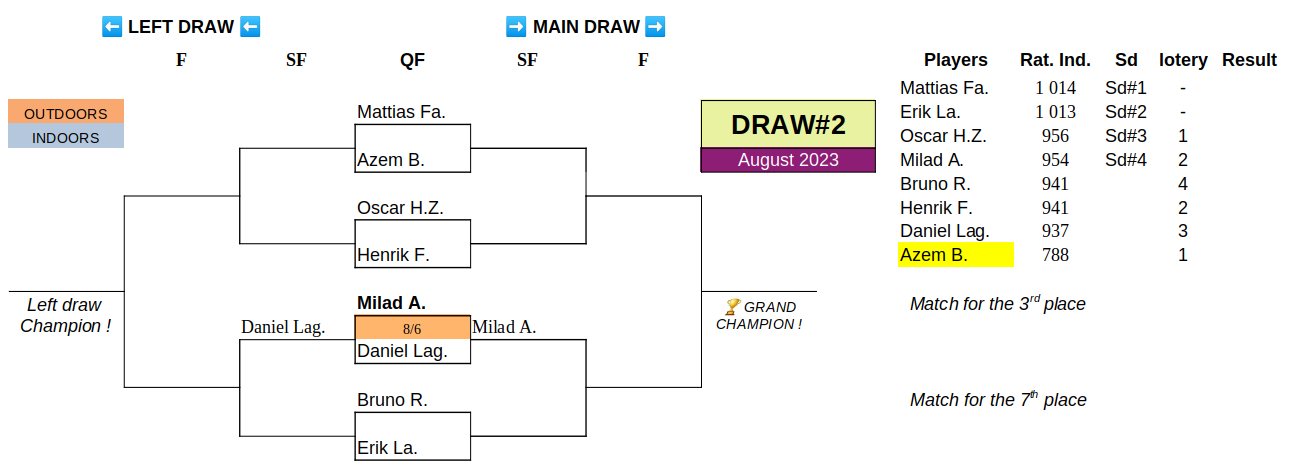 ⬅ LEFT DRAW ⬅ ➡ MAIN DRAW ➡
F SF QF SF F Players Rat. Ind. Sd lotery Result
Mattias Fa. 1 014 Sd#1 -
OUTDOORS Mattias Fa. Erik La. 1 013 Sd#2 -
INDOORS DRAW#2 Oscar H.Z. 956 Sd#3 1
Azem B. August 2023 Milad A. 954 Sd#4 2
Bruno R. 941 4
Oscar H.Z. Henrik F. 941 2
Daniel Lag. 937 3
Henrik F. Azem B. 788 1
Left draw Milad A. 🏆 GRAND Match for the 3rd place
Champion ! Daniel Lag. 8/6 Milad A. CHAMPION !
Daniel Lag.
Bruno R. Match for the 7th place
Erik La.